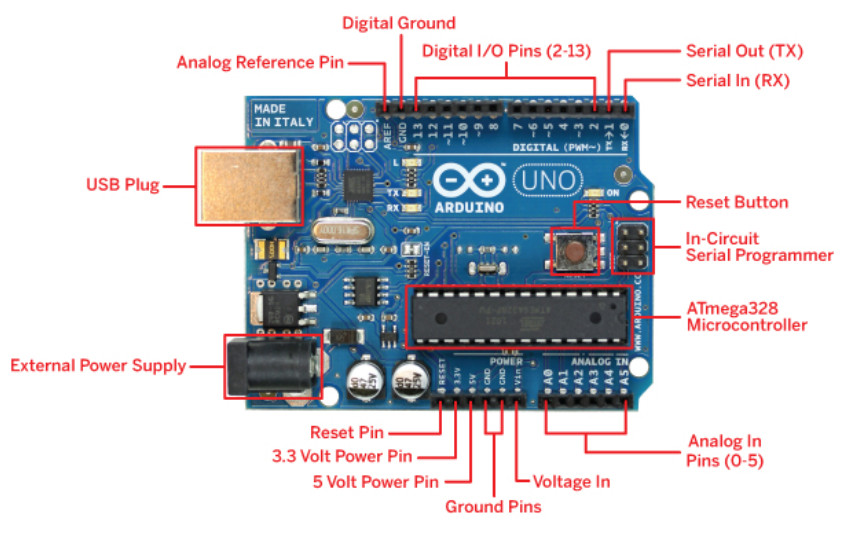 Digital Ground
Analog Reference Pin
Digital I/O Pins (2-13)
Serial Out (TX)
Serial In (RX)
MADE
IN ITALY
AREF
GND
13
12
~11
~10
~9
8
7
~6
~5
4
~3
2
TX→1
RX←0
DIGITAL (PWM~)
USB Plug
L
TX
RX
ARDUINO
UNO
ON
Reset Button
In-Circuit
Serial Programmer
RESET-EN
ATmega328
Microcontroller
External Power Supply
POWER
ANALOG IN
RESET
3.3V
5V
GND
GND
Vin
A0
A1
A2
A3
A4
A5
Reset Pin
3.3 Volt Power Pin
5 Volt Power Pin
Ground Pins
Voltage In
Analog In
Pins (0-5)